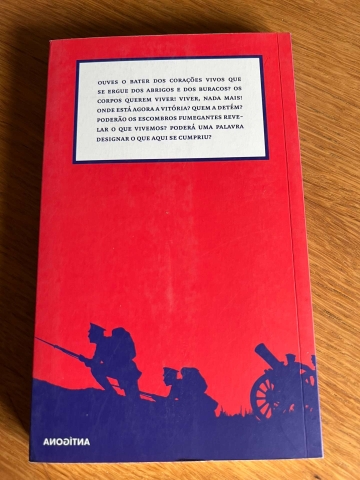 OUVES O BATER DOS CORAÇÕES VIVOS QUE
SE ERGUE DOS ABRIGOS E DOS BURACOS? OS
CORPOS QUEREM VIVER! VIVER, NADA MAIS!
ONDE ESTÁ AGORA A VITÓRIA? QUEM A DETÉM?
PODERÃO OS ESCOMBROS FUMEGANTES REVE-
LAR O QUE VIVEMOS? PODERÁ UMA PALAVRA
DESIGNAR O QUE AQUI SE CUMPRIU?
ANTÍGONA